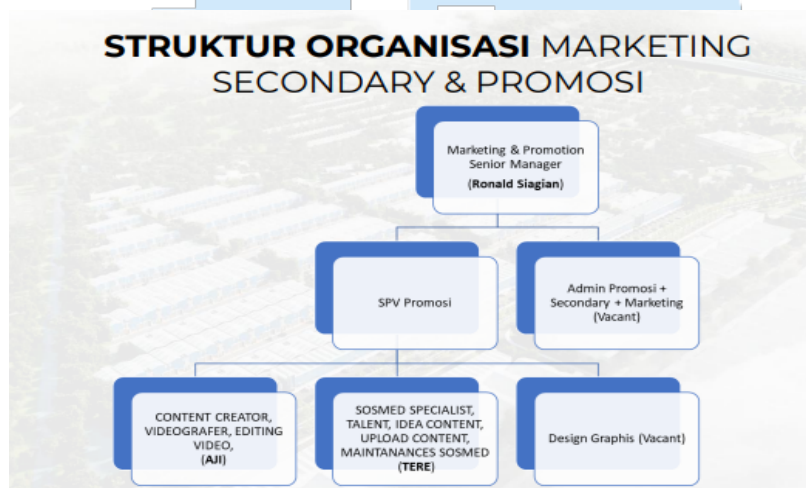 STRUKTUR ORGANISASI MARKETING
SECONDARY & PROMOSI
Marketing & Promotion
Senior Manager
(Ronald Siagian)
SPV Promosi
Admin Promosi +
Secondary + Marketing
(Vacant)
CONTENT CREATOR,
VIDEOGRAFER, EDITING
VIDEO,
(AJI)
SOSMED SPECIALIST,
TALENT, IDEA CONTENT,
UPLOAD CONTENT,
MAINTANANCES SOSMED
(TERE)
Design Graphis (Vacant)